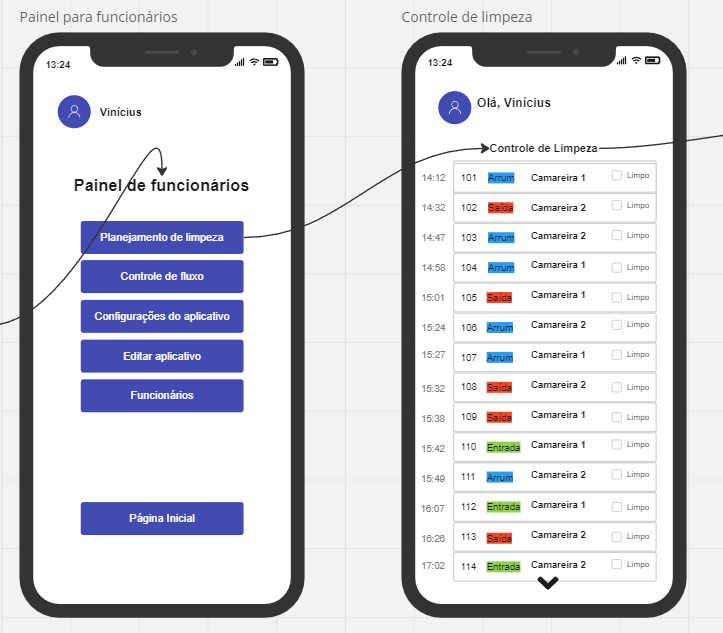 Painel para funcionários
13:24
Vinícius
Painel de funcionários
Planejamento de limpeza
Controle de fluxo
Configurações do aplicativo
Editar aplicativo
Funcionários
Página Inicial
Controle de limpeza
13:24
Olá, Vinícius
Controle de Limpeza
14:12 101 Arrum Camareira 1 Limpo
14:32 102 Saída Camareira 2 Limpo
14:47 103 Arrum Camareira 2 Limpo
14:58 104 Arrum Camareira 1 Limpo
15:01 105 Saída Camareira 1 Limpo
15:24 106 Arrum Camareira 2 Limpo
15:27 107 Arrum Camareira 1 Limpo
15:32 108 Saída Camareira 2 Limpo
15:38 109 Saída Camareira 1 Limpo
15:42 110 Entrada Camareira 1 Limpo
15:49 111 Arrum Camareira 2 Limpo
16:07 112 Entrada Camareira 1 Limpo
16:26 113 Saída Camareira 2 Limpo
17:02 114 Entrada Camareira 2 Limpo